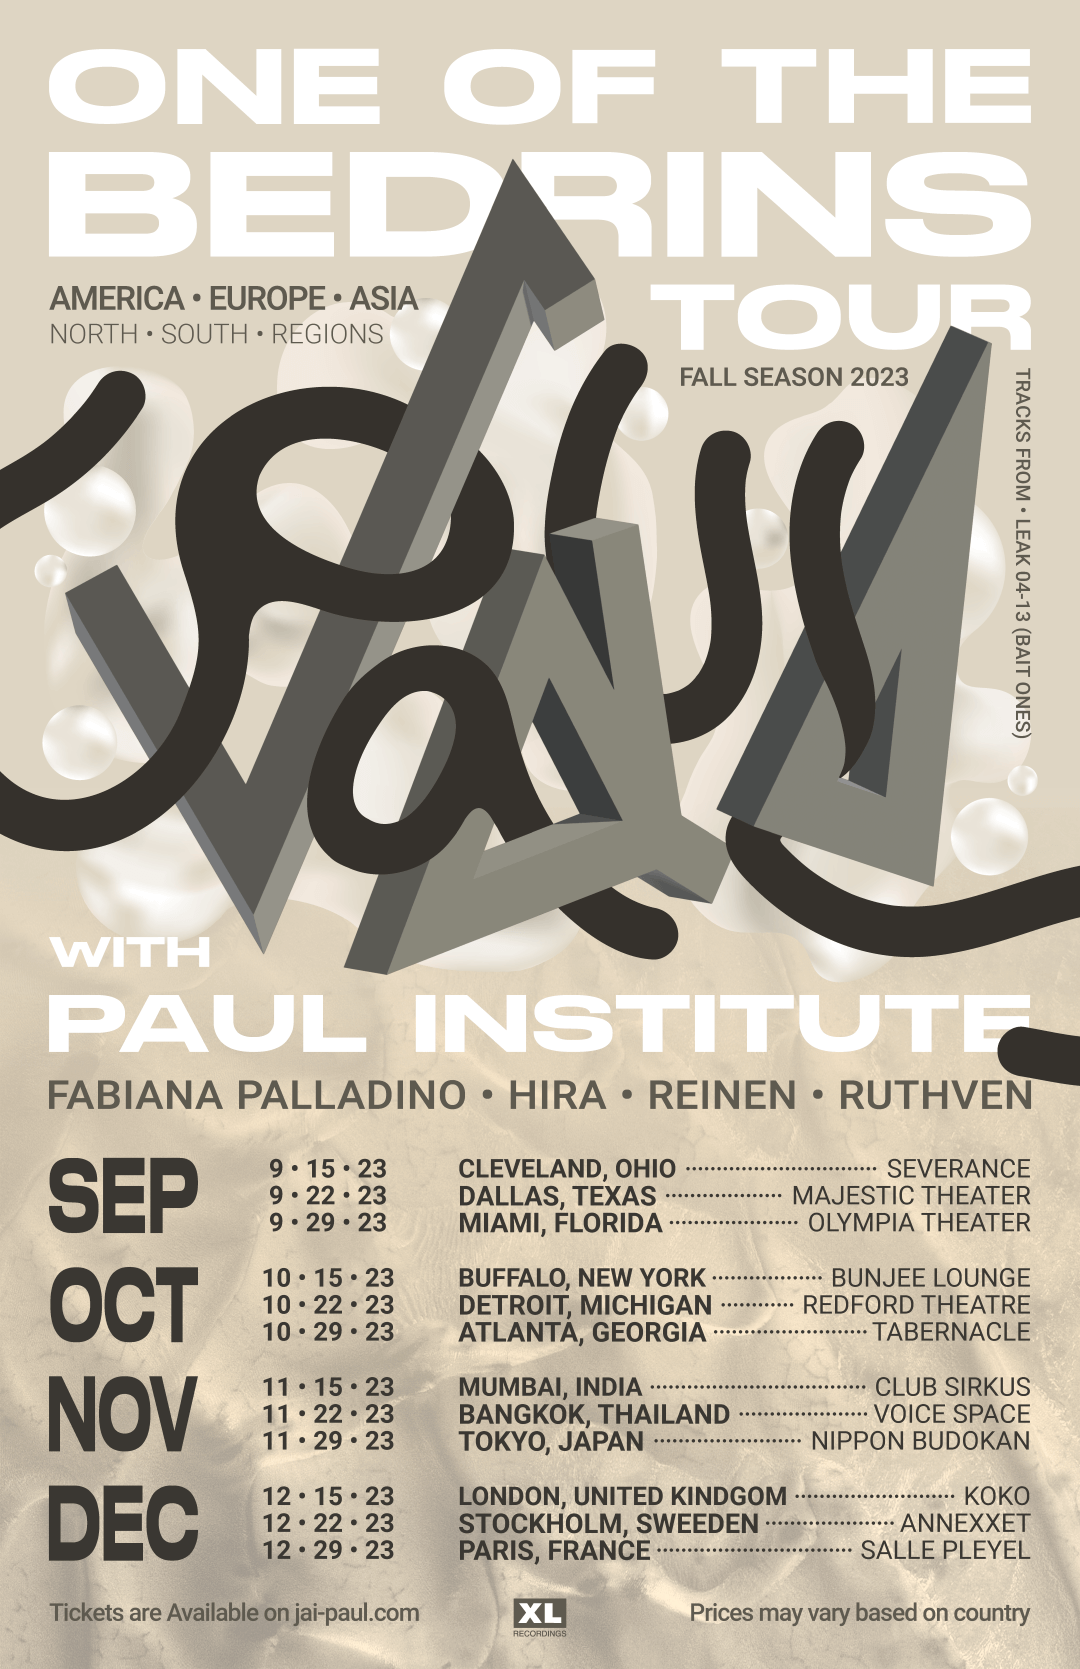 ONE OF THE
BEDRINS
TOUR
AMERICA • EUROPE • ASIA
NORTH • SOUTH • REGIONS
FALL SEASON 2023
TRACKS FROM • LEAK 04-13 (BAIT ONES)
JAI
PAUL
WITH
PAUL INSTITUTE
FABIANA PALLADINO • HIRA • REINEN • RUTHVEN
SEP
9 • 15 • 23 CLEVELAND, OHIO SEVERANCE
9 • 22 • 23 DALLAS, TEXAS MAJESTIC THEATER
9 • 29 • 23 MIAMI, FLORIDA OLYMPIA THEATER
OCT
10 • 15 • 23 BUFFALO, NEW YORK BUNJEE LOUNGE
10 • 22 • 23 DETROIT, MICHIGAN REDFORD THEATRE
10 • 29 • 23 ATLANTA, GEORGIA TABERNACLE
NOV
11 • 15 • 23 MUMBAI, INDIA CLUB SIRKUS
11 • 22 • 23 BANGKOK, THAILAND VOICE SPACE
11 • 29 • 23 TOKYO, JAPAN NIPPON BUDOKAN
DEC
12 • 15 • 23 LONDON, UNITED KINDGOM KOKO
12 • 22 • 23 STOCKHOLM, SWEEDEN ANNEXXET
12 • 29 • 23 PARIS, FRANCE SALLE PLEYEL
Tickets are Available on jai-paul.com
XL
RECORDINGS
Prices may vary based on country